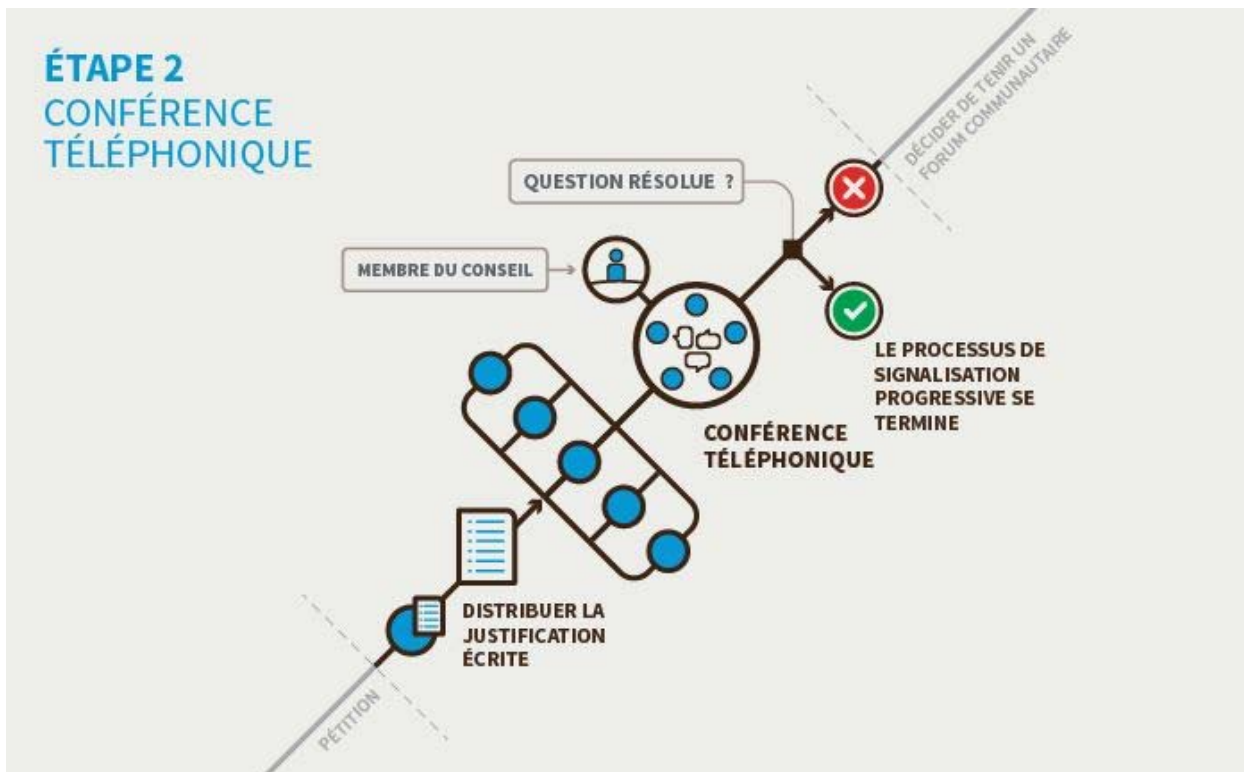 ÉTAPE 2
CONFÉRENCE
TÉLÉPHONIQUE
DÉCIDER DE TENIR UN
FORUM COMMUNAUTAIRE
QUESTION RÉSOLUE ?
MEMBRE DU CONSEIL
LE PROCESSUS DE
SIGNALISATION
PROGRESSIVE SE
TERMINE
CONFÉRENCE
TÉLÉPHONIQUE
DISTRIBUER LA
JUSTIFICATION
ÉCRITE
PÉTITION